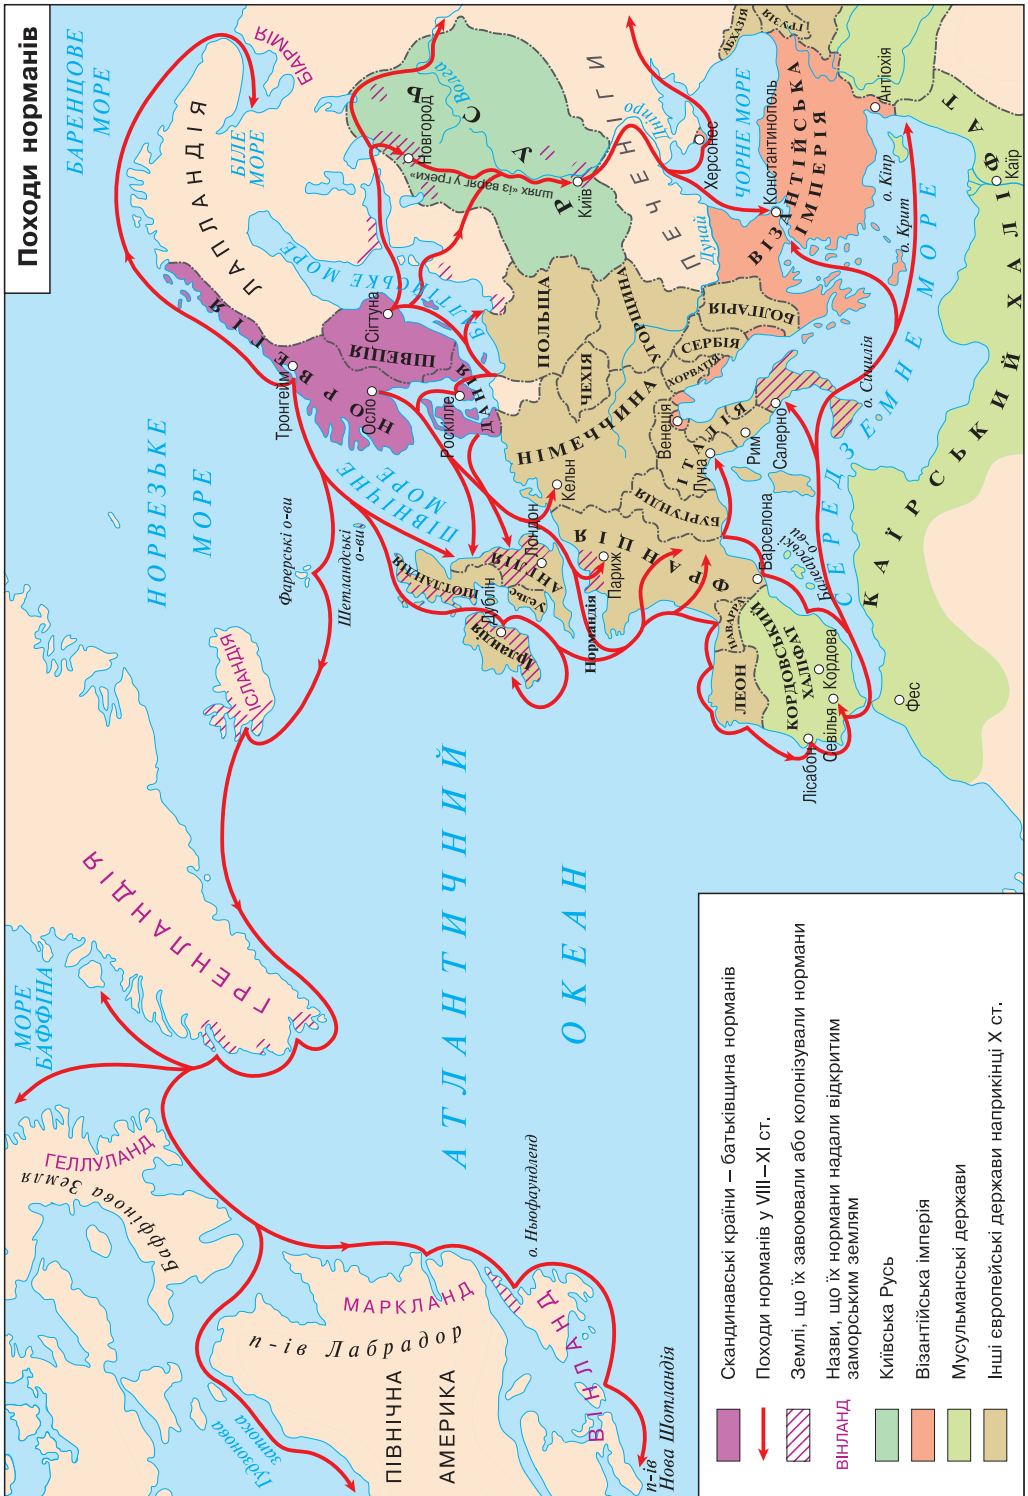 Походи норманів
БАРЕНЦОВЕ
МОРЕ
БІАРМІЯ
БІЛЕ
МОРЕ
ЛАПЛАНДІЯ
НОРВЕЗЬКЕ
МОРЕ
НОРВЕГІЯ
Тронгейм
ШВЕЦІЯ
Сігтуна
Осло
ДАНІЯ
Роскілле
БАЛТІЙСЬКЕ МОРЕ
ПІВНІЧНЕ
МОРЕ
Фарерські о-ви
Шетландські
о-ви
ІСЛАНДІЯ
ГРЕНЛАНДІЯ
МОРЕ
БАФФІНА
ГЕЛЛУЛАНД
Баффінова Земля
Гудзонова
затока
п-ів Лабрадор
МАРКЛАНД
ПІВНІЧНА
АМЕРИКА
ВІНЛАНД
о. Ньофаундленд
п-ів
Нова Шотландія
АТЛАНТИЧНИЙ
ОКЕАН
РУСЬ
Новгород
Волга
шлях «із варяг у греки»
Київ
Дніпро
ПЕЧЕНІГИ
Херсонес
ЧОРНЕ МОРЕ
АБХАЗІЯ
ГРУЗІЯ
Дунай
Константинополь
ВІЗАНТІЙСЬКА
ІМПЕРІЯ
Антіохія
о. Кіпр
о. Крит
Каїр
КАЇРСЬКИЙ ХАЛІФАТ
СЕРЕДЗЕМНЕ МОРЕ
ПОЛЬЩА
ЧЕХІЯ
УГОРЩИНА
НІМЕЧЧИНА
Кельн
ХОРВАТІЯ
СЕРБІЯ
БОЛГАРІЯ
Венеція
ІТАЛІЯ
Луна
Рим
Салерно
о. Сицилія
БУРГУНДІЯ
ФРАНЦІЯ
Париж
Нормандія
ШОТЛАНДІЯ
АНГЛІЯ
Лондон
Уельс
Дублін
Ірландія
Барселона
Балеарські
о-ви
НАВАРРА
ЛЕОН
КОРДОВСЬКИЙ
ХАЛІФАТ
Кордова
Севілья
Лісабон
Фес
Скандинавські країни – батьківщина норманів
Походи норманів у VIII–XI ст.
Землі, що їх завоювали або колонізували нормани
ВІНЛАНД
Назви, що їх нормани надали відкритим
заморським землям
Київська Русь
Візантійська імперія
Мусульманські держави
Інші європейські держави наприкінці X ст.